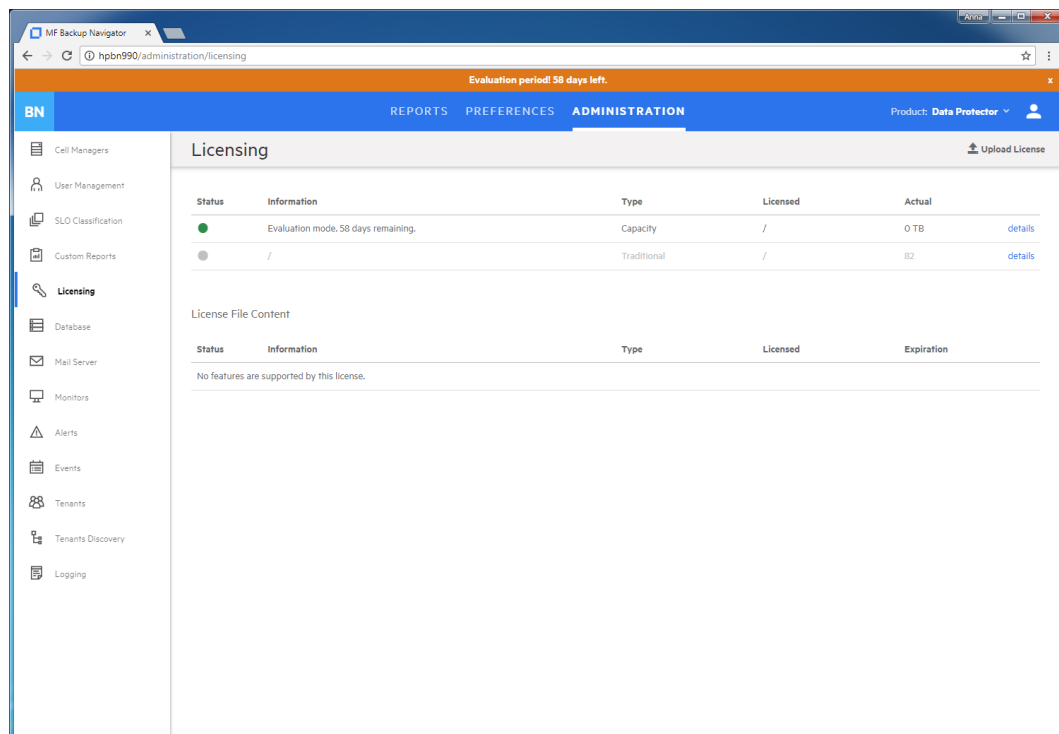 Anna
MF Backup Navigator
hpbn990/administration/licensing
Evaluation period! 58 days left. x
BN REPORTS PREFERENCES ADMINISTRATION Product: Data Protector
Cell Managers
User Management
SLO Classification
Custom Reports
Licensing
Database
Mail Server
Monitors
Alerts
Events
Tenants
Tenants Discovery
Logging
Licensing Upload License
Status Information Type Licensed Actual
Evaluation mode. 58 days remaining. Capacity / 0 TB details
/ Traditional / 82 details
License File Content
Status Information Type Licensed Expiration
No features are supported by this license.